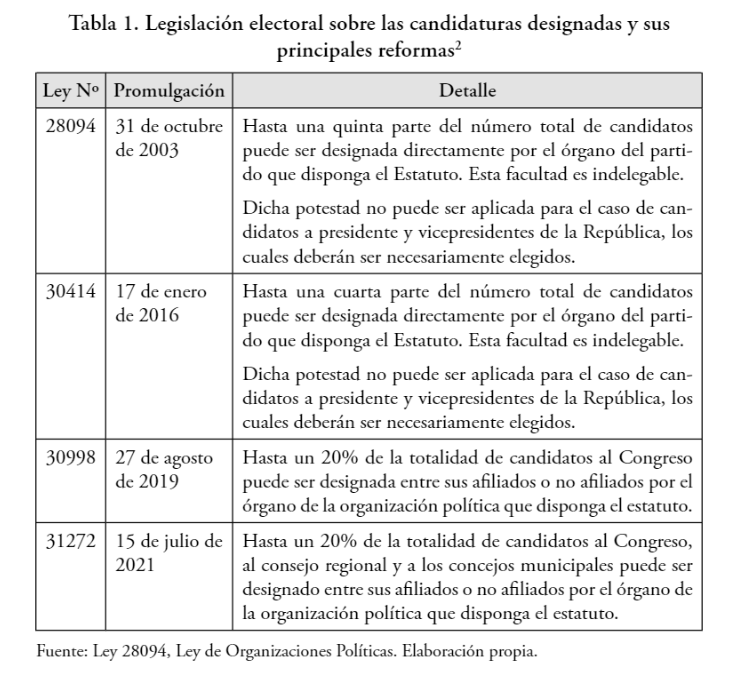 Tabla 1. Legislación electoral sobre las candidaturas designadas y sus
principales reformas²
Ley Nº Promulgación Detalle
28094 31 de octubre de 2003 Hasta una quinta parte del número total de candidatos
puede ser designada directamente por el órgano del parti-
do que disponga el Estatuto. Esta facultad es indelegable.
Dicha potestad no puede ser aplicada para el caso de can-
didatos a presidente y vicepresidentes de la República, los
cuales deberán ser necesariamente elegidos.
30414 17 de enero de 2016 Hasta una cuarta parte del número total de candidatos
puede ser designada directamente por el órgano del parti-
do que disponga el Estatuto. Esta facultad es indelegable.
Dicha potestad no puede ser aplicada para el caso de can-
didatos a presidente y vicepresidentes de la República, los
cuales deberán ser necesariamente elegidos.
30998 27 de agosto de 2019 Hasta un 20% de la totalidad de candidatos al Congreso
puede ser designada entre sus afiliados o no afiliados por el
órgano de la organización política que disponga el estatuto.
31272 15 de julio de 2021 Hasta un 20% de la totalidad de candidatos al Congreso,
al consejo regional y a los concejos municipales puede ser
designado entre sus afiliados o no afiliados por el órgano de
la organización política que disponga el estatuto.
Fuente: Ley 28094, Ley de Organizaciones Políticas. Elaboración propia.